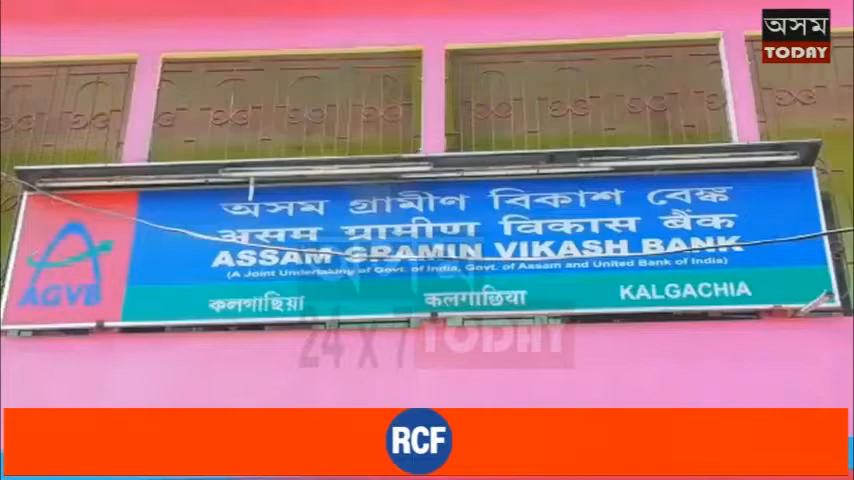 অসম
TODAY
অসম গ্রামীণ বিকাশ বেঙ্ক
असम ग्रामीण विकास बैंक
ASSAM GRAMIN VIKASH BANK
(A Joint Undertaking of Govt. of India, Govt. of Assam and United Bank of India)
AGVB
কলগাছিয়া कलगाछिया KALGACHIA
24 x 7 TODAY
RCF